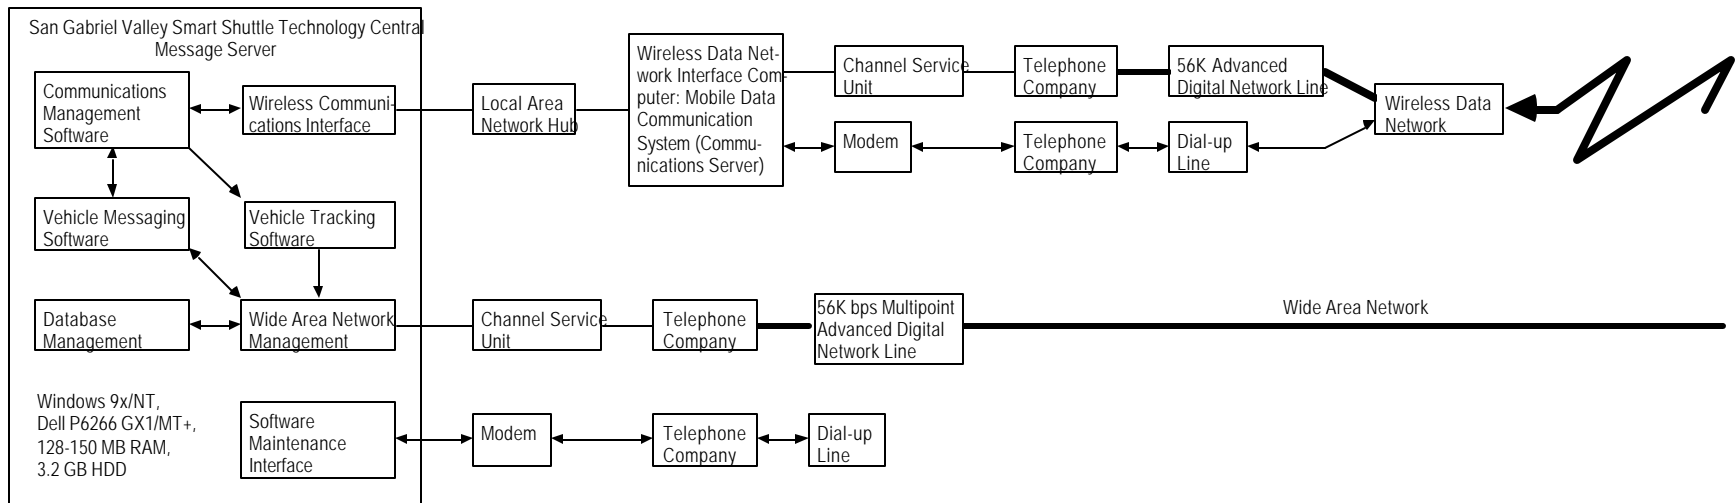 San Gabriel Valley Smart Shuttle Technology Central
Message Server
Communications
Management
Software
Wireless Communi-
cations Interface
Local Area
Network Hub
Wireless Data Net-
work Interface Com-
puter: Mobile Data
Communication
System (Commu-
nications Server)
Channel Service
Unit
Telephone
Company
56K Advanced
Digital Network Line
Wireless Data
Network
Modem
Telephone
Company
Dial-up
Line
Vehicle Messaging
Software
Vehicle Tracking
Software
Database
Management
Wide Area Network
Management
Channel Service
Unit
Telephone
Company
56K bps Multipoint
Advanced Digital
Network Line
Wide Area Network
Windows 9x/NT,
Dell P6266 GX1/MT+,
128-150 MB RAM,
3.2 GB HDD
Software
Maintenance
Interface
Modem
Telephone
Company
Dial-up
Line